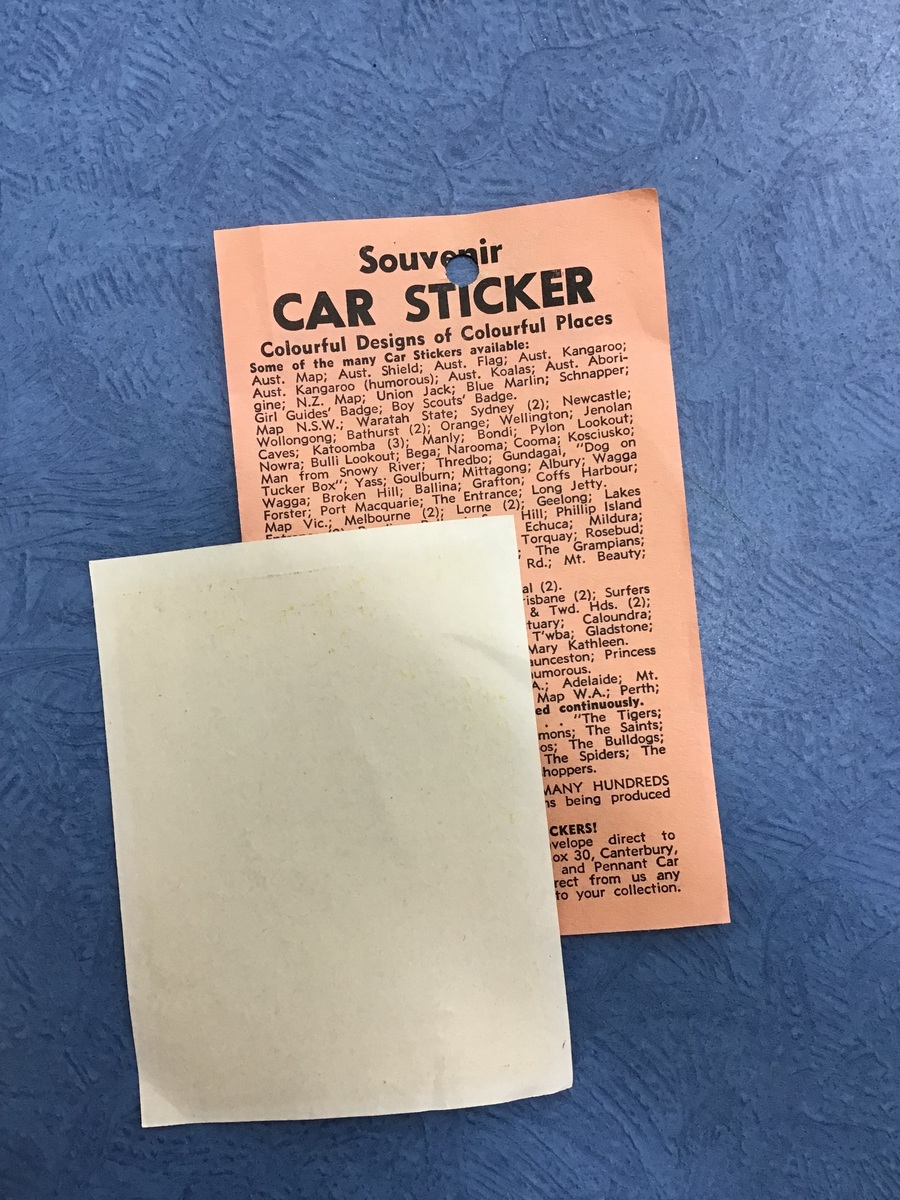 Souvenir
CAR STICKER
Colourful Designs of Colourful Places
Some of the many Car Stickers available:
Aust. Map; Aust. Shield; Aust. Flag; Aust. Kangaroo;
Aust. Kangaroo (humorous); Aust. Koalas; Aust. Abori-
gine; N.Z. Map; Union Jack; Blue Marlin; Schnapper;
Girl Guides' Badge; Boy Scouts' Badge.
Map N.S.W.; Waratah State; Sydney (2); Newcastle;
Wollongong; Bathurst (2); Orange; Wellington; Jenolan
Caves; Katoomba (3); Manly; Bondi; Pylon Lookout;
Nowra; Bulli Lookout; Bega; Narooma; Cooma; Kosciusko;
Man from Snowy River; Thredbo; Gundagai, "Dog on
Tucker Box"; Yass; Goulburn; Mittagong; Albury; Wagga
Wagga; Broken Hill; Ballina; Grafton; Coffs Harbour;
Forster; Port Macquarie; The Entrance; Long Jetty.
Map Vic.; Melbourne (2); Lorne (2); Geelong; Lakes
Hill; Phillip Island
Echuca; Mildura;
Torquay; Rosebud;
; The Grampians;
Rd.; Mt. Beauty;
al (2).
isbane (2); Surfers
& Twd. Hds. (2);
tuary; Caloundra;
T'wba; Gladstone;
Mary Kathleen.
aunceston; Princess
umorous.
A.; Adelaide; Mt.
Map W.A.; Perth;
ed continuously.
. . "The Tigers;
mons; The Saints;
os; The Bulldogs;
The Spiders; The
hoppers.
MANY HUNDREDS
ns being produced
CKERS!
velope direct to
ox 30, Canterbury,
and Pennant Car
rect from us any
to your collection.